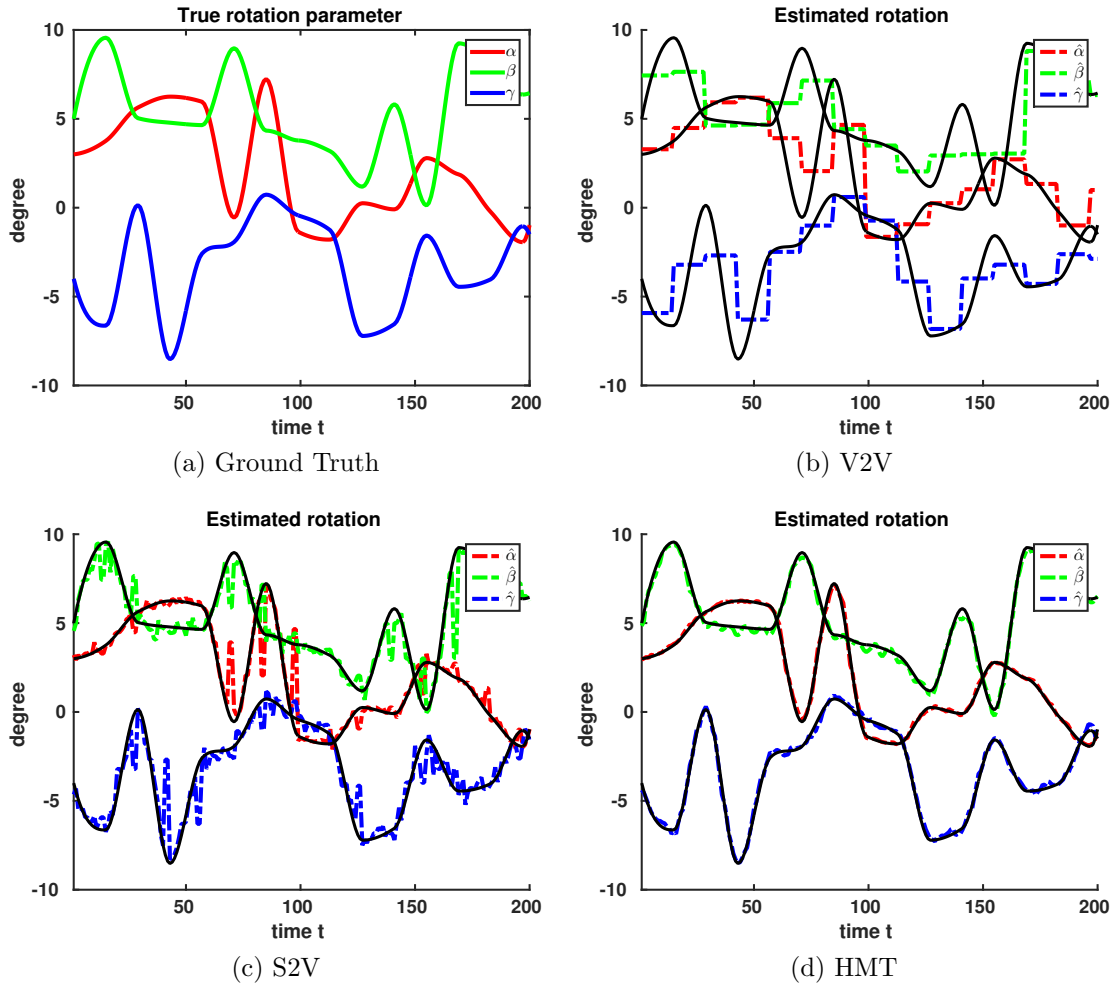 True rotation parameter
10
5
0
-5
-10
degree
α
β
γ
50
100
150
200
time t
(a) Ground Truth
Estimated rotation
10
5
0
-5
-10
degree
α̂
β̂
γ̂
50
100
150
200
time t
(b) V2V
Estimated rotation
10
5
0
-5
-10
degree
α̂
β̂
γ̂
50
100
150
200
time t
(c) S2V
Estimated rotation
10
5
0
-5
-10
degree
α̂
β̂
γ̂
50
100
150
200
time t
(d) HMT